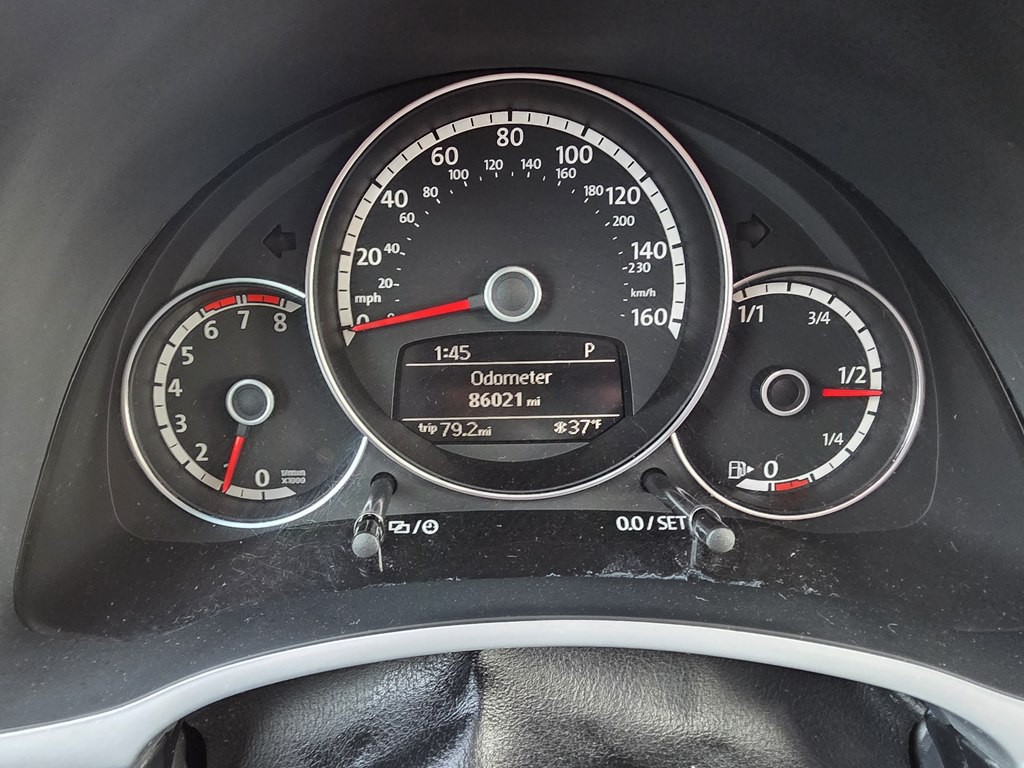 80
60 100
120 140
100 160
80 180
40 120
60 200
20 40 140
230
20 km/h
mph
0 160
6 7 8
5
4
3
2
0 1/min
x1000
1:45 P
Odometer
86021 mi
trip 79.2 mi 37°F
1/1 3/4
1/2
1/4
0
/ 0.0 / SET